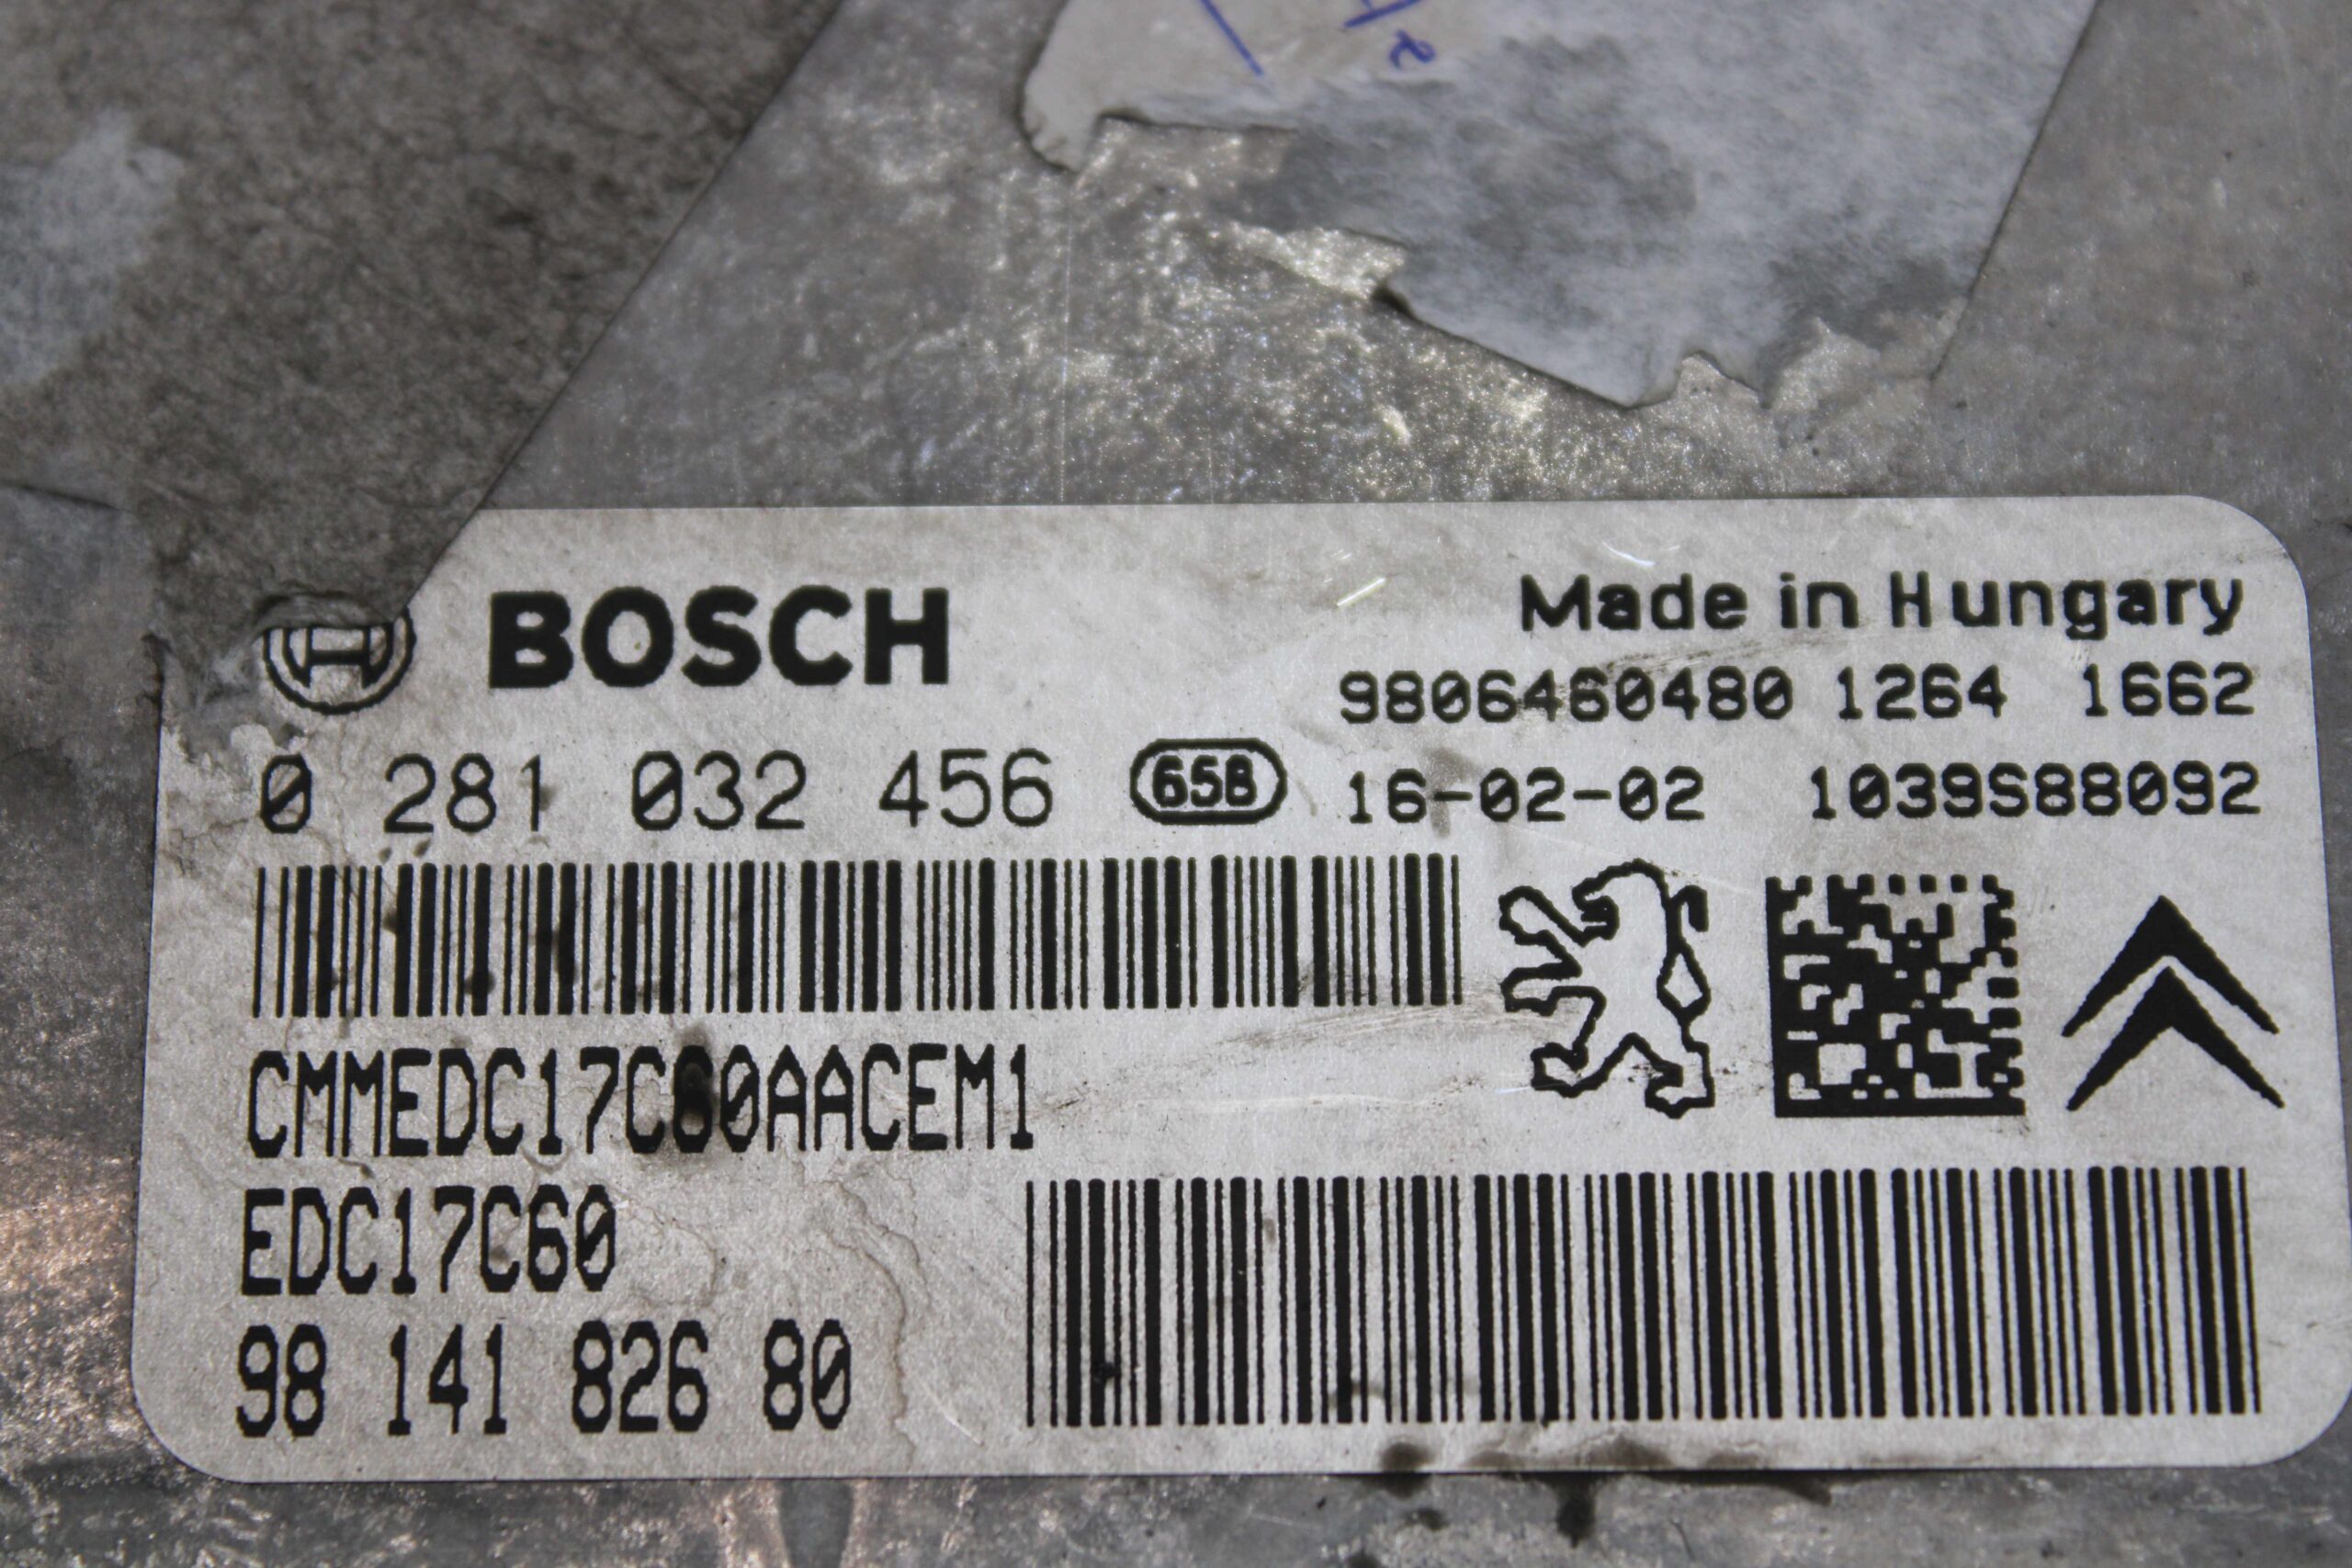 BOSCH
Made in Hungary
9806460480 1264 1662
0 281 032 456 65B 16-02-02 1039S88092
CMMEDC17C60AACEM1
EDC17C60
98 141 826 80